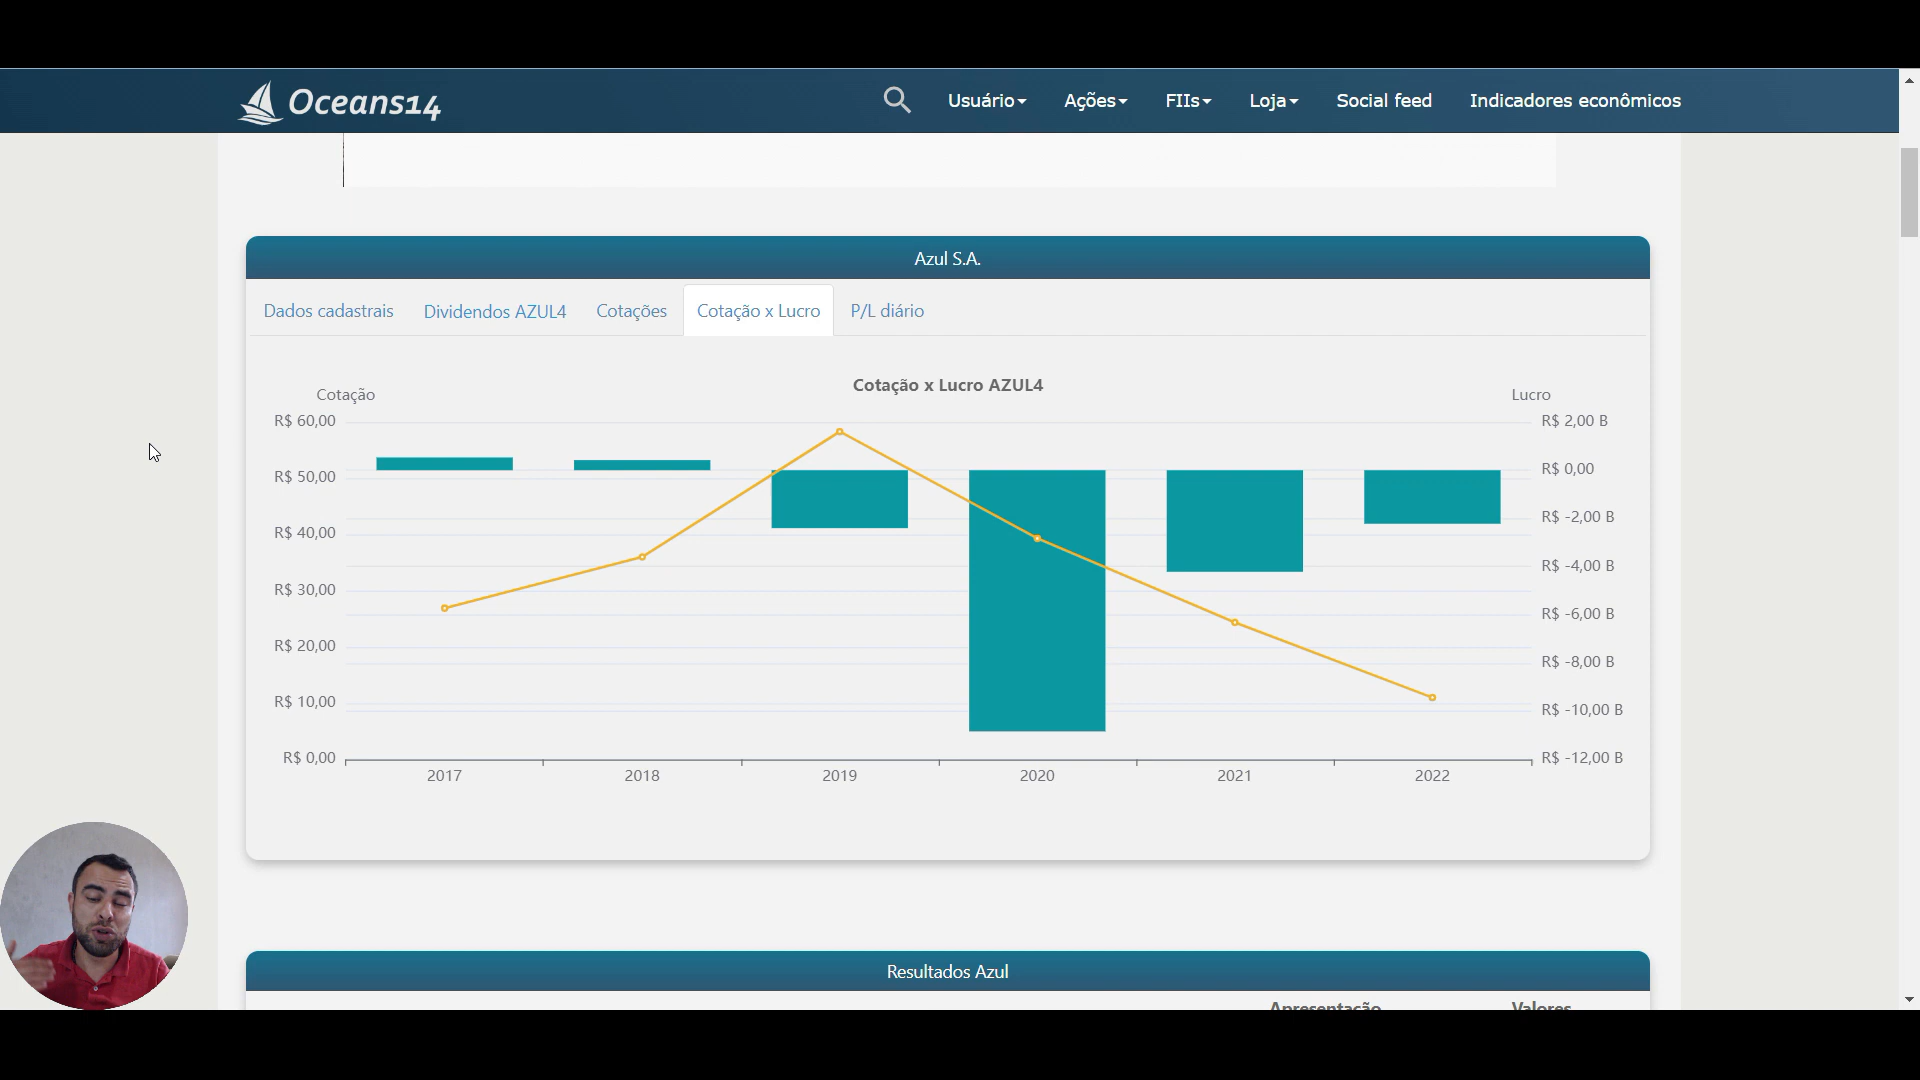 Oceans14
Usuário Ações FIIs Loja Social feed Indicadores econômicos
Azul S.A.
Dados cadastrais Dividendos AZUL4 Cotações Cotação x Lucro P/L diário
Cotação x Lucro AZUL4
Cotação Lucro
R$ 60,00 R$ 2,00 B
R$ 50,00 R$ 0,00
R$ 40,00 R$ -2,00 B
R$ 30,00 R$ -4,00 B
R$ 20,00 R$ -6,00 B
R$ 10,00 R$ -8,00 B
R$ 0,00 R$ -10,00 B
R$ -12,00 B
2017 2018 2019 2020 2021 2022
Resultados Azul
Apresentação Valores